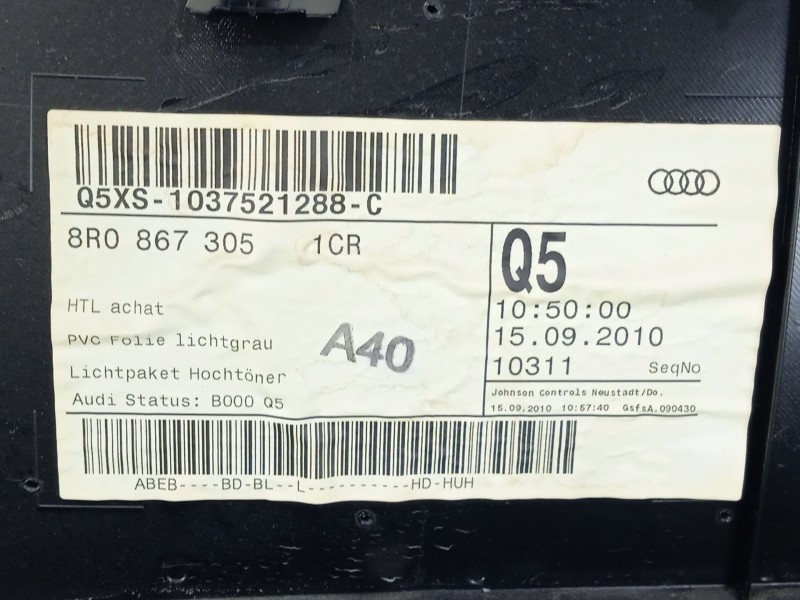 Q5XS-1037521288-C
8R0 867 305 1CR
Q5
HTL achat
10:50:00
PVC Folie lichtgrau
A40
15.09.2010
Lichtpaket Hochtöner
10311 SeqNo
Audi Status: B000 Q5
Johnson Controls Neustadt/Do.
15.09.2010 10:57:40 GsfsA.090430
ABEB----BD-BL--L----------HD-HUH